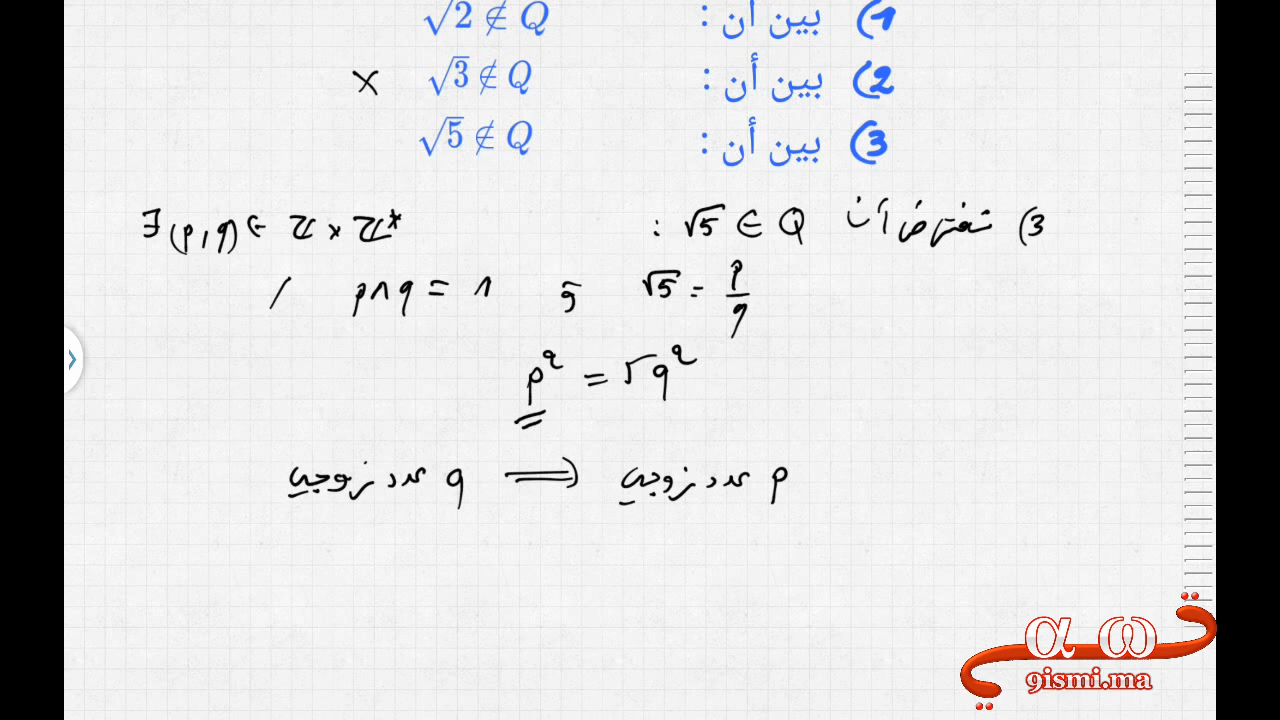 1) بين أن : √2 ∉ Q
2) بين أن : √3 ∉ Q ×
3) بين أن : √5 ∉ Q
3) نفترض أن √5 ∈ Q : ∃(p,q) ∈ ℤ × ℤ*
/ p∧q = 1 و √5 = p/q
p² = 5q²
p عدد زوجي ⟹ q عدد زوجي
α ω
9ismi.ma